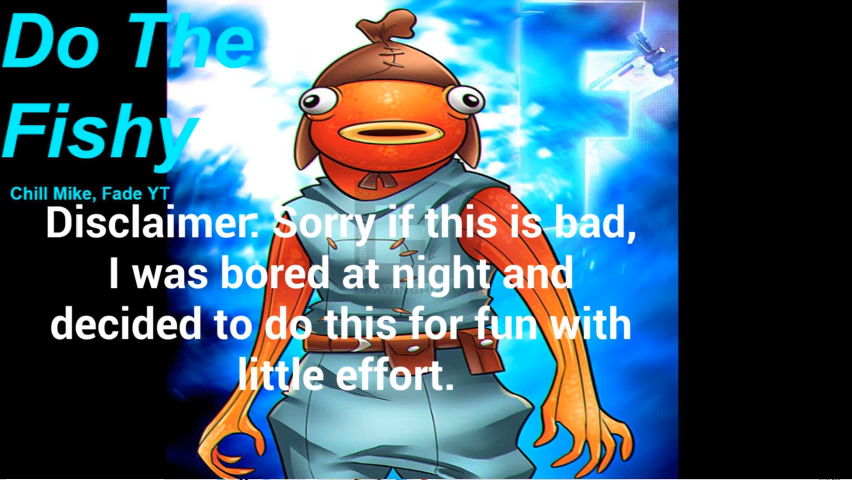 Do The
Fishy
Chill Mike, Fade YT
Disclaimer: Sorry if this is bad,
I was bored at night and
decided to do this for fun with
little effort.
F